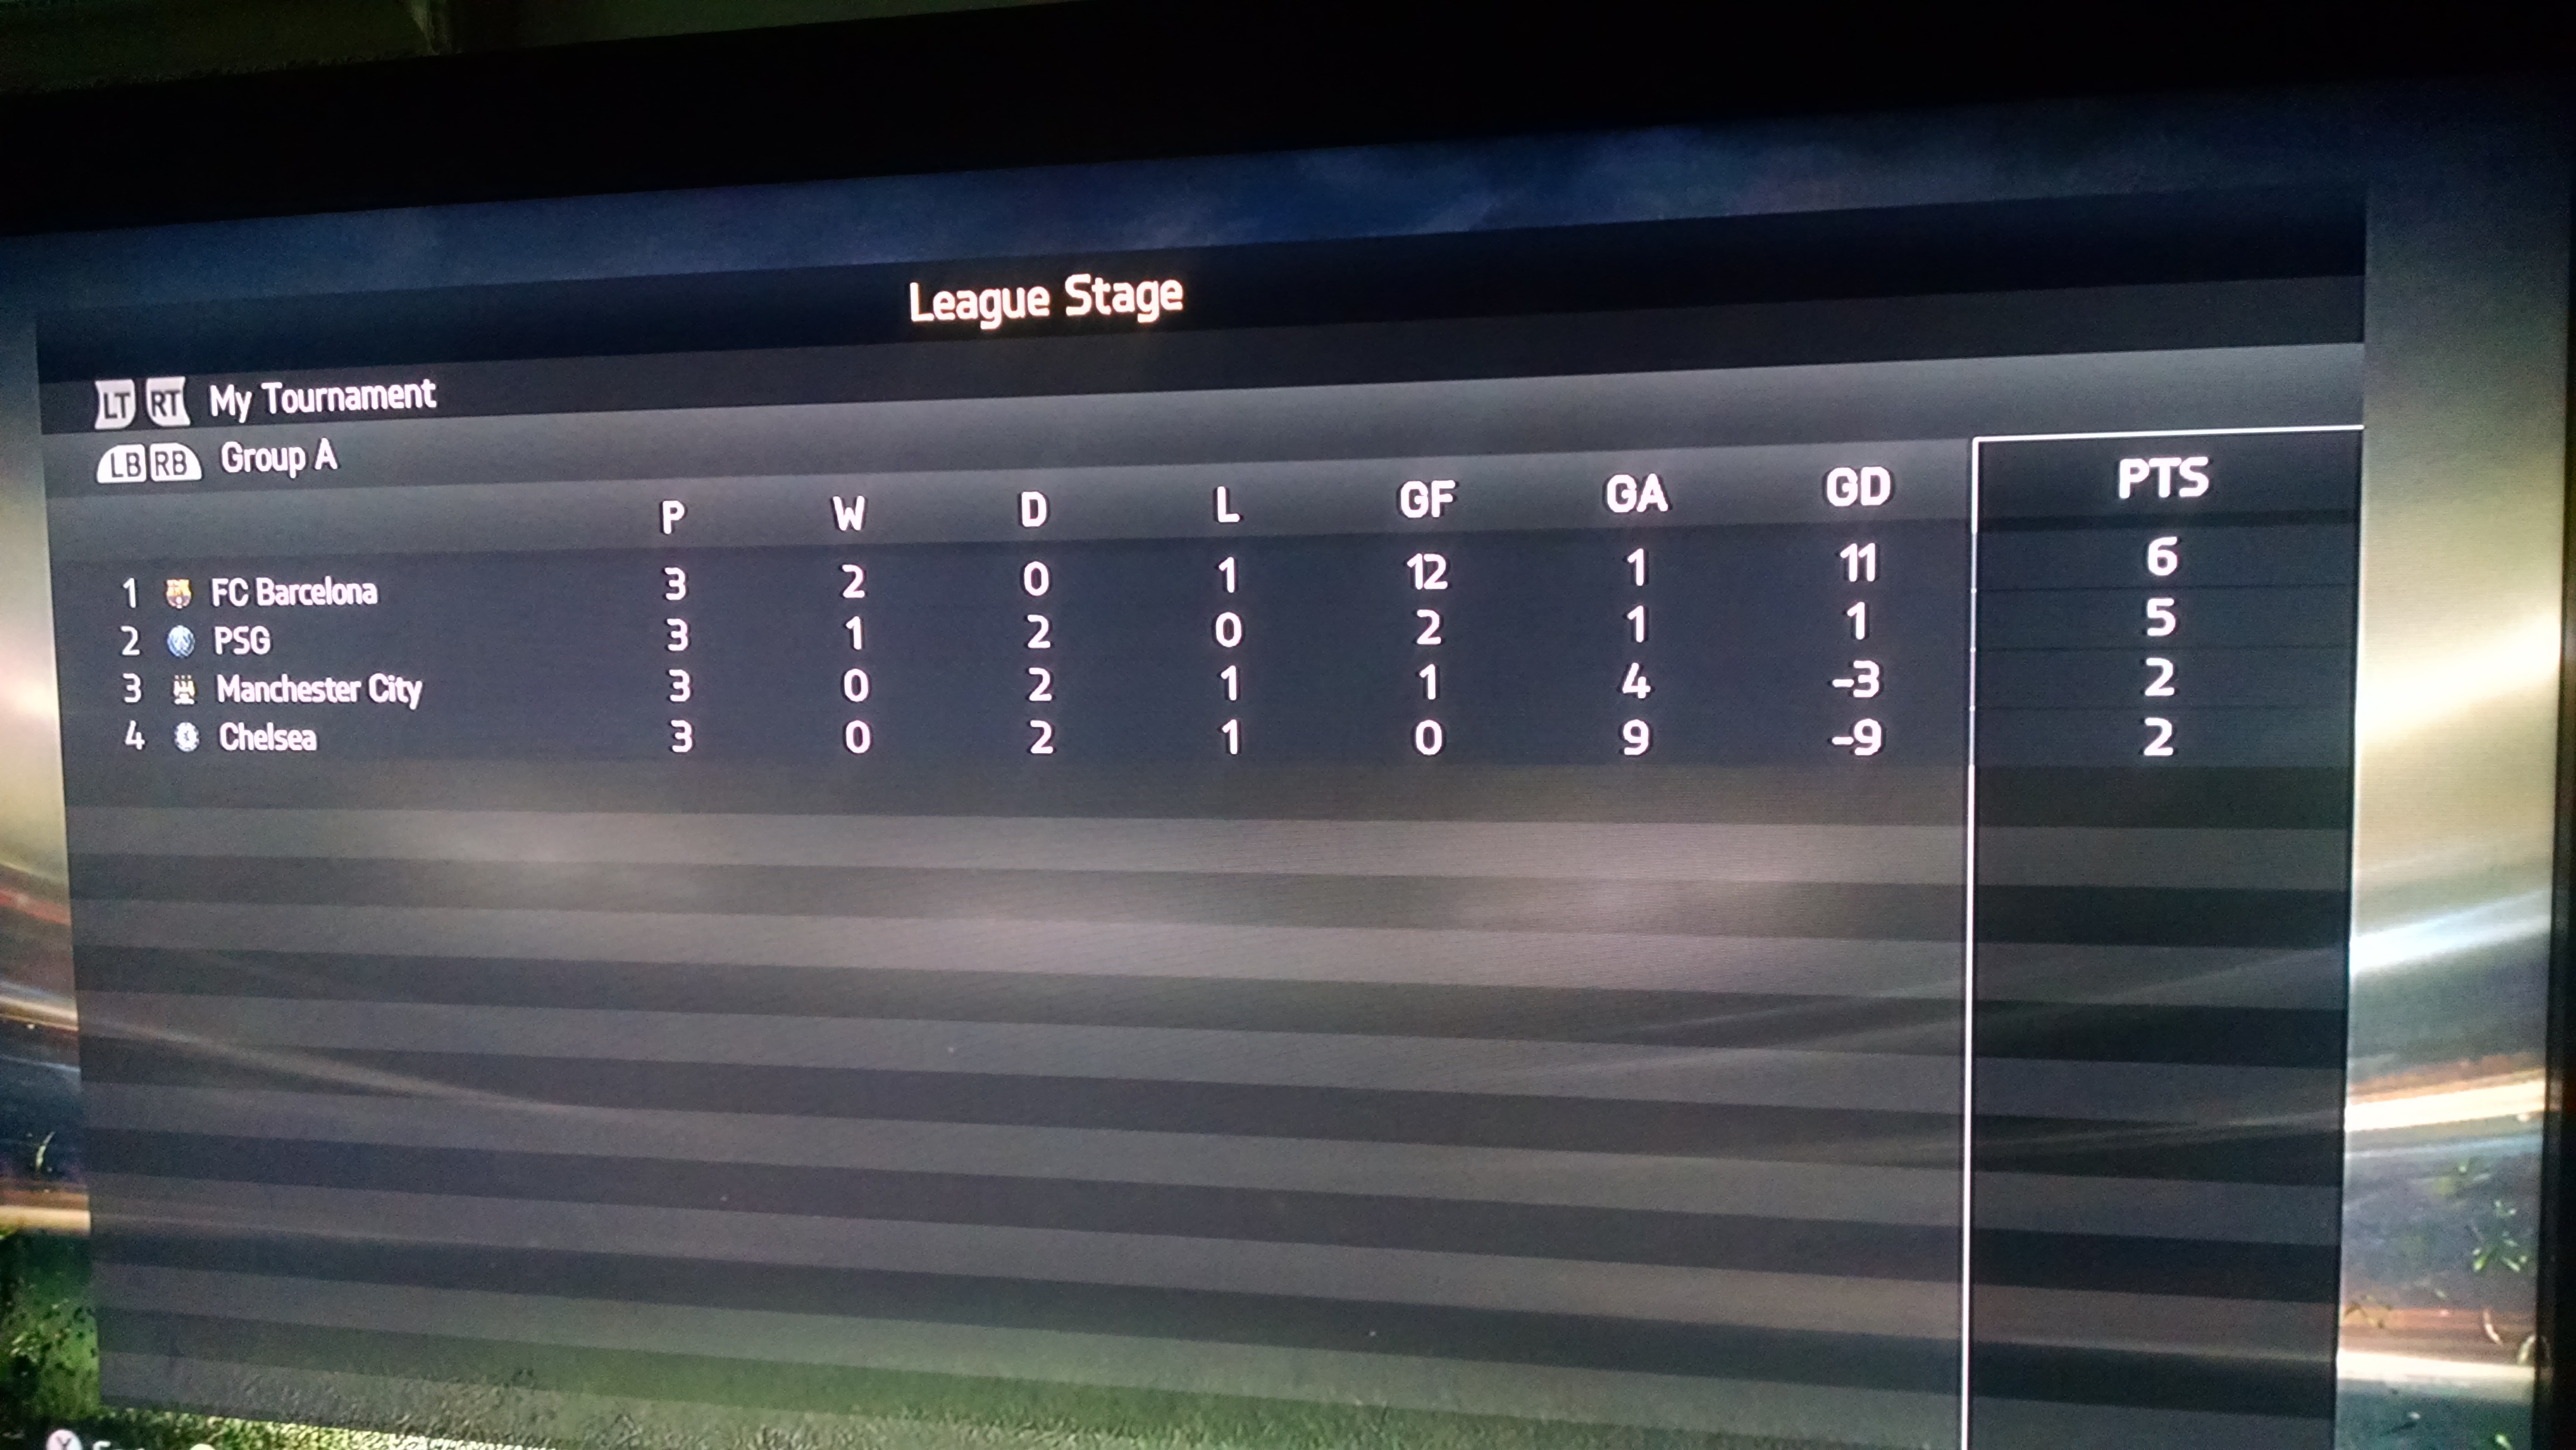 League Stage
LT RT My Tournament
LB RB Group A
P W D L GF GA GD PTS
1 FC Barcelona 3 2 0 1 12 1 11 6
2 PSG 3 1 2 0 2 1 1 5
3 Manchester City 3 0 2 1 1 4 -3 2
4 Chelsea 3 0 2 1 0 9 -9 2